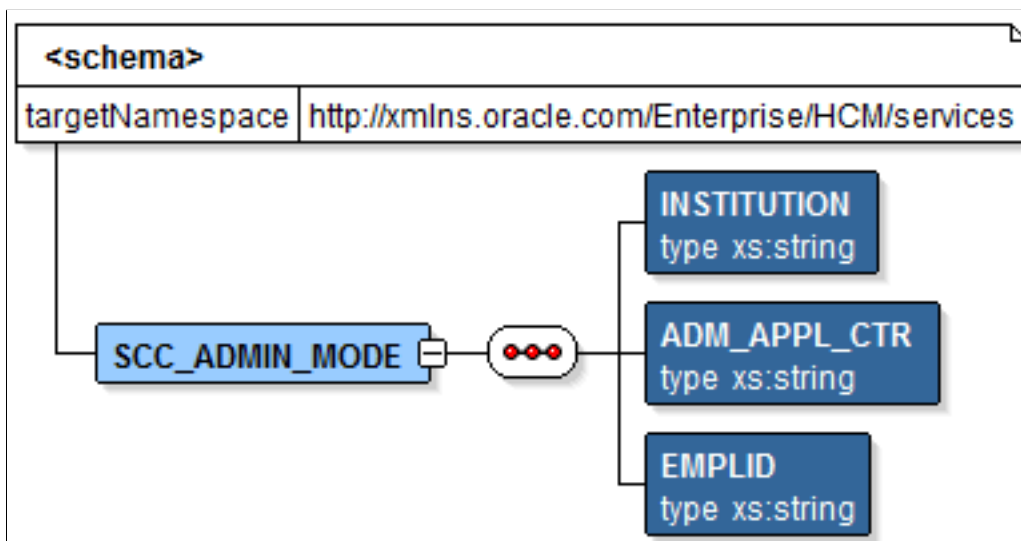 <schema>
targetNamespace http://xmlns.oracle.com/Enterprise/HCM/services
INSTITUTION
type xs:string
SCC_ADMIN_MODE
ADM_APPL_CTR
type xs:string
EMPLID
type xs:string